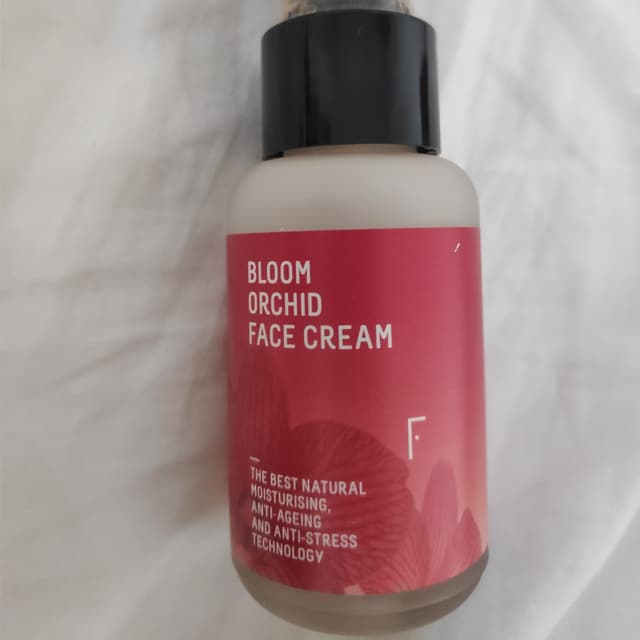 BLOOM
ORCHID
FACE CREAM
F.
THE BEST NATURAL
MOISTURISING,
ANTI-AGEING
AND ANTI-STRESS
TECHNOLOGY